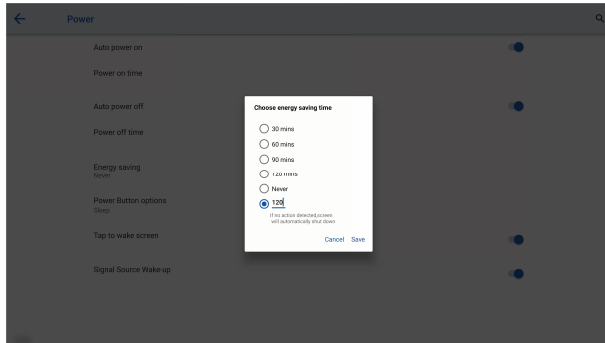 Power
Auto power on
Power on time
Auto power off
Power off time
Energy saving
Never
Power Button options
Sleep
Tap to wake screen
Signal Source Wake-up
Choose energy saving time
30 mins
60 mins
90 mins
120 mins
Never
120
If no action detected,screen
will automatically shut down
Cancel Save